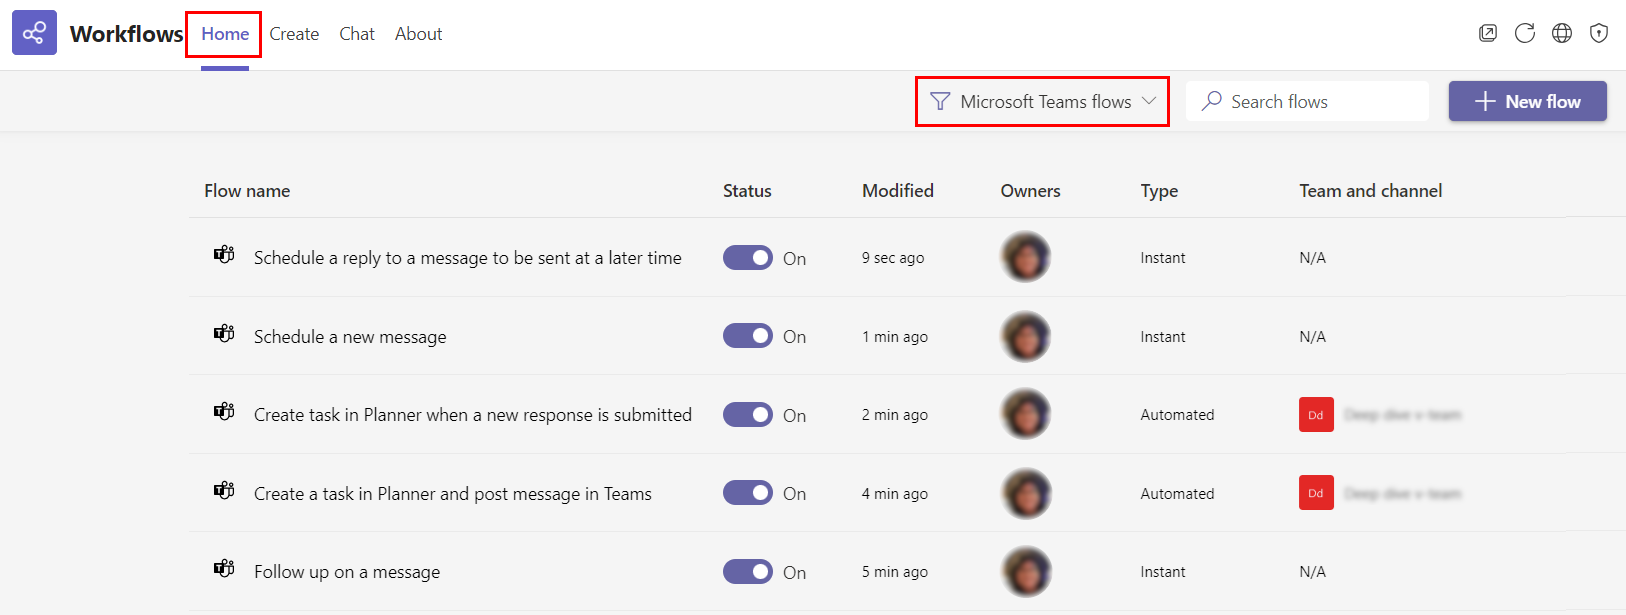 Workflows Home Create Chat About
Microsoft Teams flows Search flows New flow
Flow name Status Modified Owners Type Team and channel
Schedule a reply to a message to be sent at a later time On 9 sec ago Instant N/A
Schedule a new message On 1 min ago Instant N/A
Create task in Planner when a new response is submitted On 2 min ago Automated Dd
Create a task in Planner and post message in Teams On 4 min ago Automated Dd
Follow up on a message On 5 min ago Instant N/A